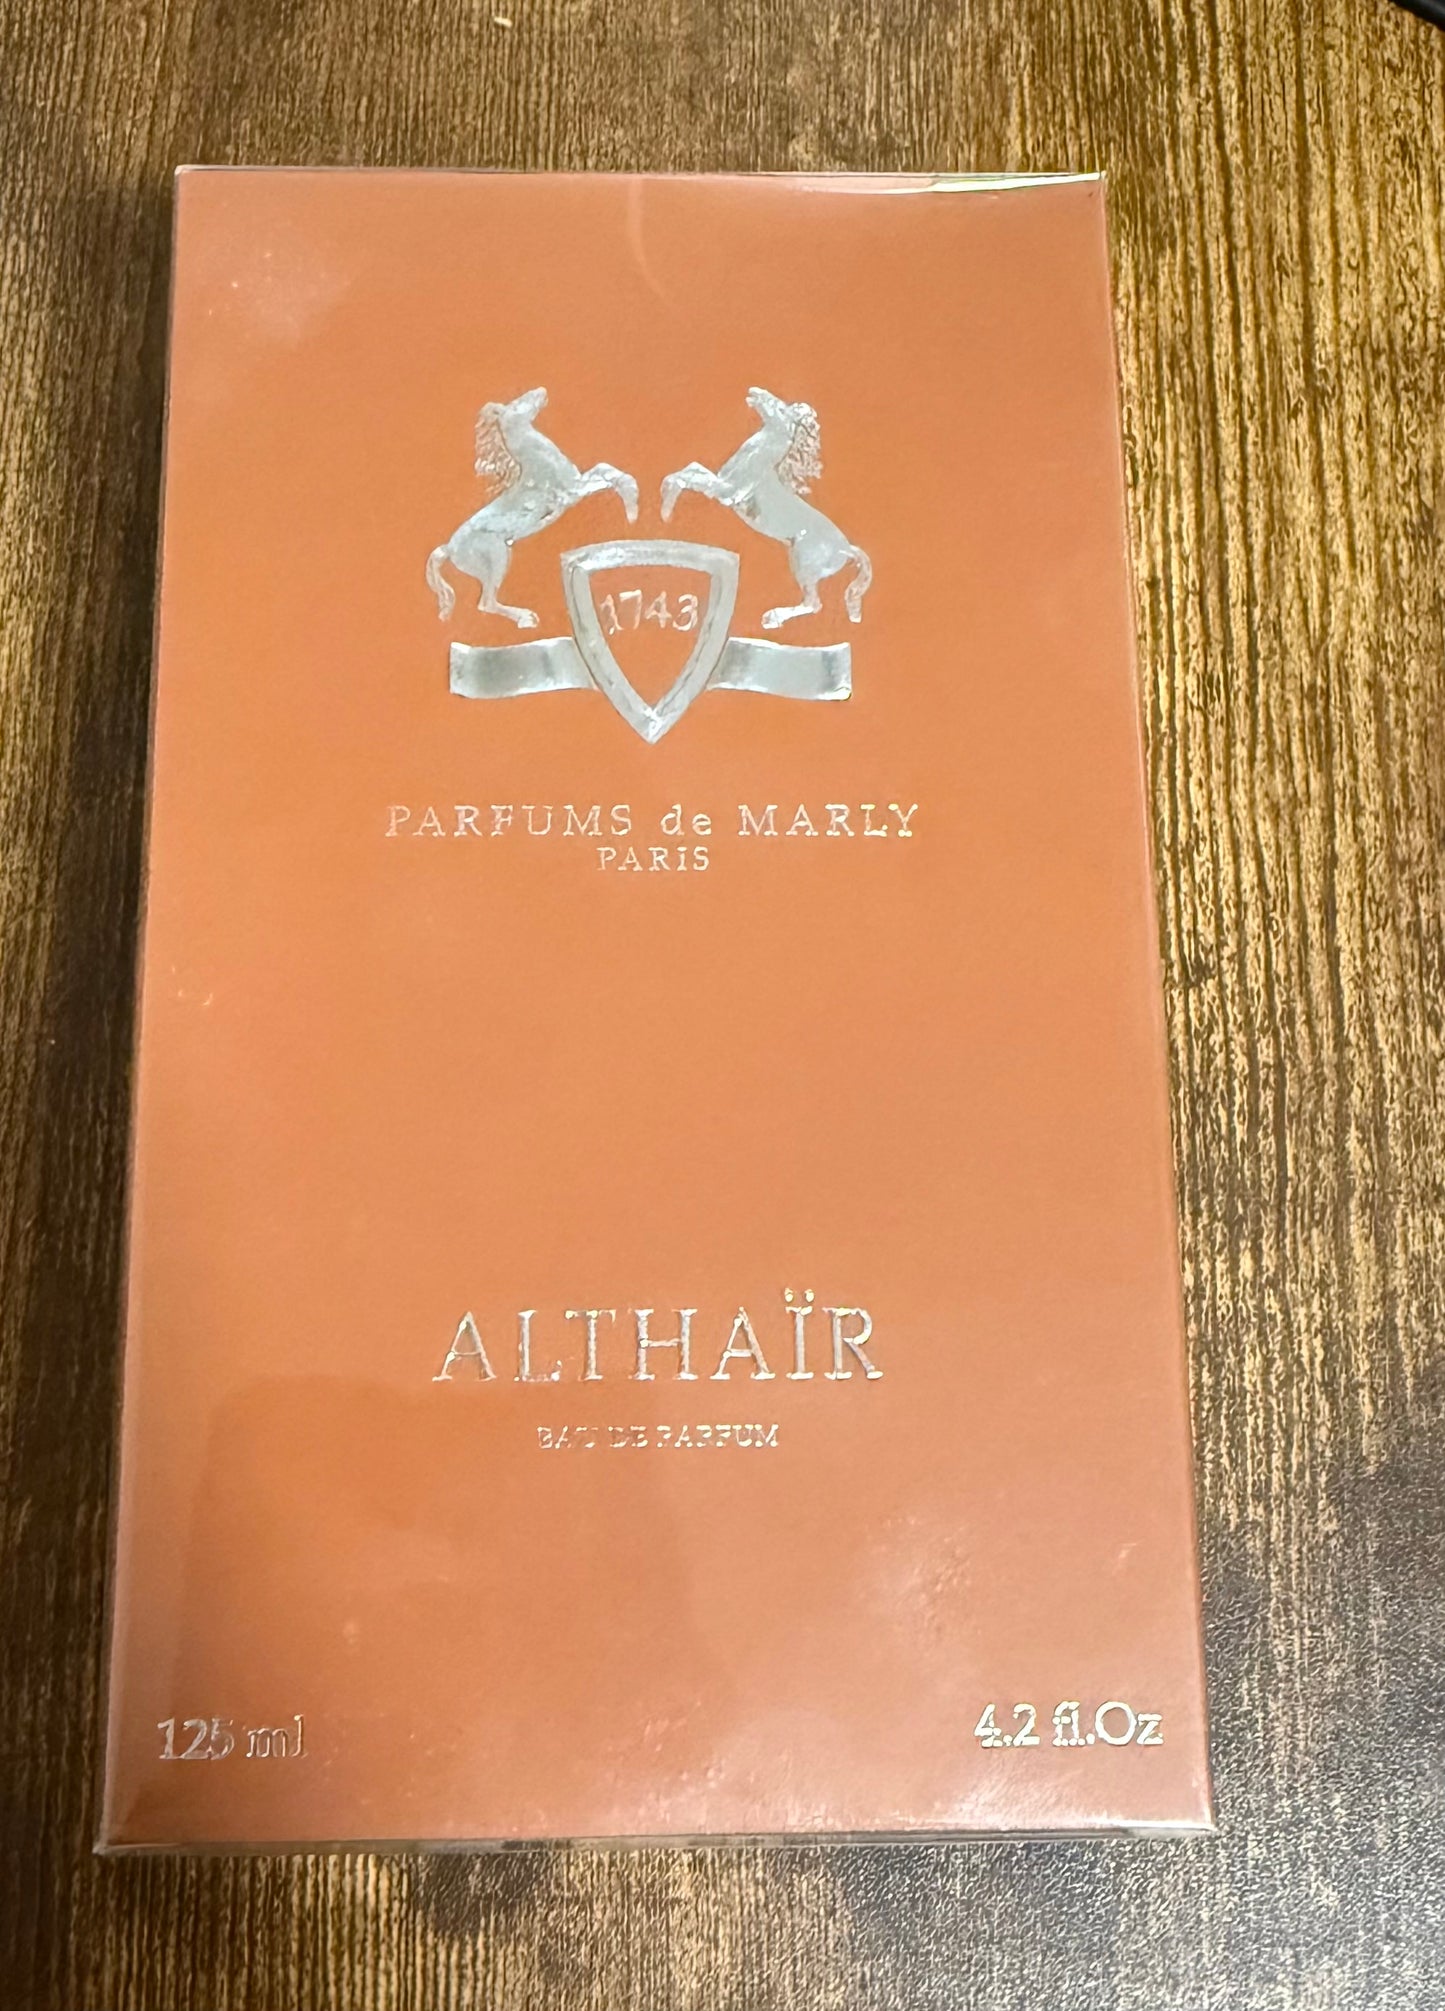 1743
PARFUMS de MARLY
PARIS
ALTHAÏR
EAU DE PARFUM
125 ml
4.2 fl.Oz